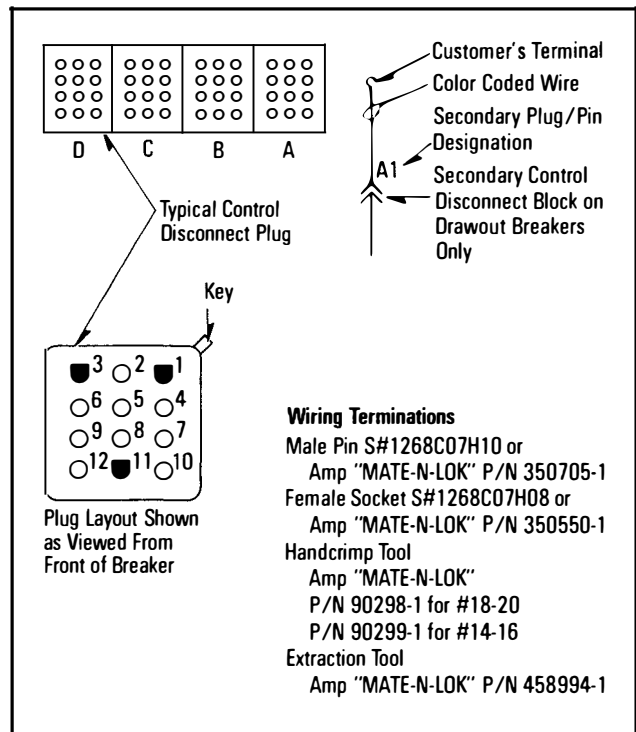 D C B A
Typical Control
Disconnect Plug
Customer's Terminal
Color Coded Wire
Secondary Plug/Pin
Designation
A1
Secondary Control
Disconnect Block on
Drawout Breakers
Only
Key
3 2 1
6 5 4
9 8 7
12 11 10
Plug Layout Shown
as Viewed From
Front of Breaker
Wiring Terminations
Male Pin S#1268C07H10 or
Amp "MATE-N-LOK" P/N 350705-1
Female Socket S#1268C07H08 or
Amp "MATE-N-LOK" P/N 350550-1
Handcrimp Tool
Amp "MATE-N-LOK"
P/N 90298-1 for #18-20
P/N 90299-1 for #14-16
Extraction Tool
Amp "MATE-N-LOK" P/N 458994-1